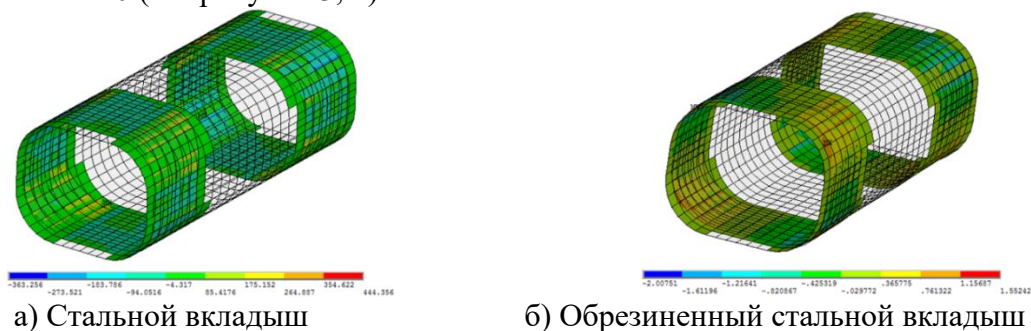 -363.256 -183.786 -4.317 175.152 354.622
-273.521 -94.0516 85.4176 264.887 444.356
-2.00751 -1.21641 -.425319 .365775 1.15687
-1.61196 -.820867 -.029772 .761322 1.55242
а) Стальной вкладыш
б) Обрезиненный стальной вкладыш